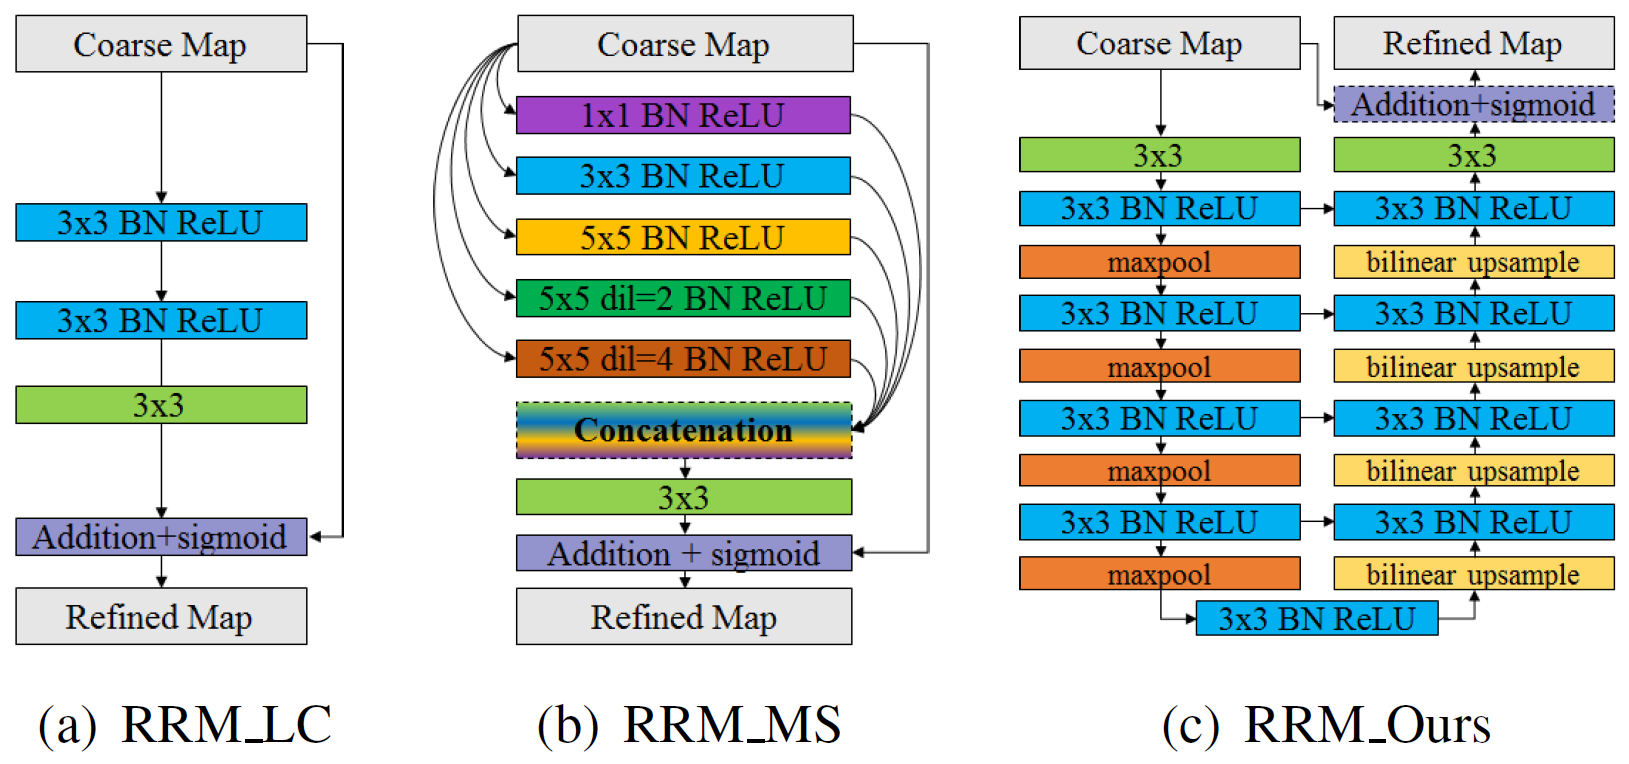 Coarse Map
3x3 BN ReLU
3x3 BN ReLU
3x3
Addition+sigmoid
Refined Map
(a) RRM_LC
Coarse Map
1x1 BN ReLU
3x3 BN ReLU
5x5 BN ReLU
5x5 dil=2 BN ReLU
5x5 dil=4 BN ReLU
Concatenation
3x3
Addition + sigmoid
Refined Map
(b) RRM_MS
Coarse Map
3x3
3x3 BN ReLU
maxpool
3x3 BN ReLU
maxpool
3x3 BN ReLU
maxpool
3x3 BN ReLU
maxpool
3x3 BN ReLU
Refined Map
Addition+sigmoid
3x3
3x3 BN ReLU
bilinear upsample
3x3 BN ReLU
bilinear upsample
3x3 BN ReLU
bilinear upsample
3x3 BN ReLU
bilinear upsample
(c) RRM_Ours